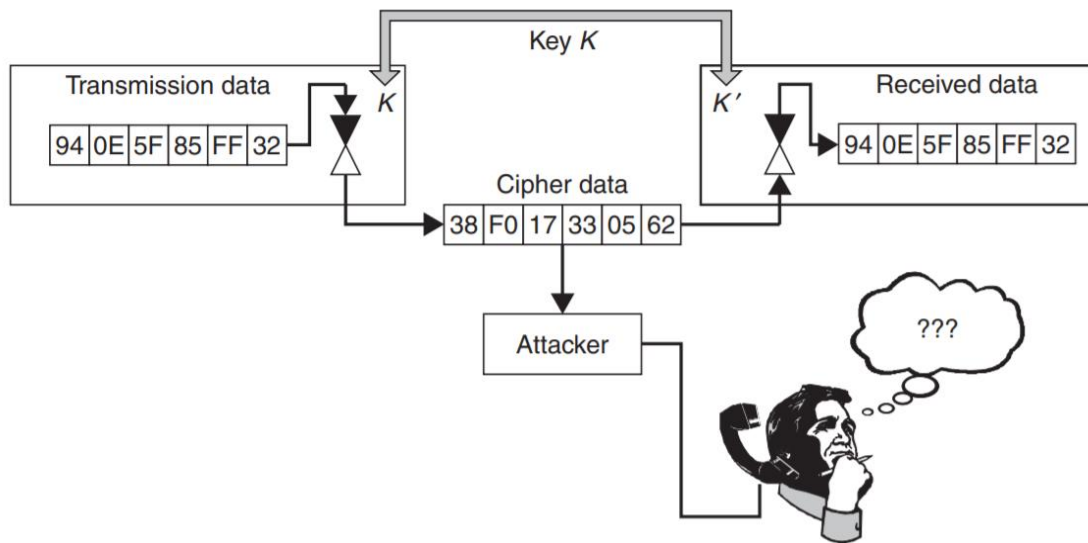 Key K
Transmission data
K
K'
Received data
94 0E 5F 85 FF 32
94 0E 5F 85 FF 32
Cipher data
38 F0 17 33 05 62
Attacker
???